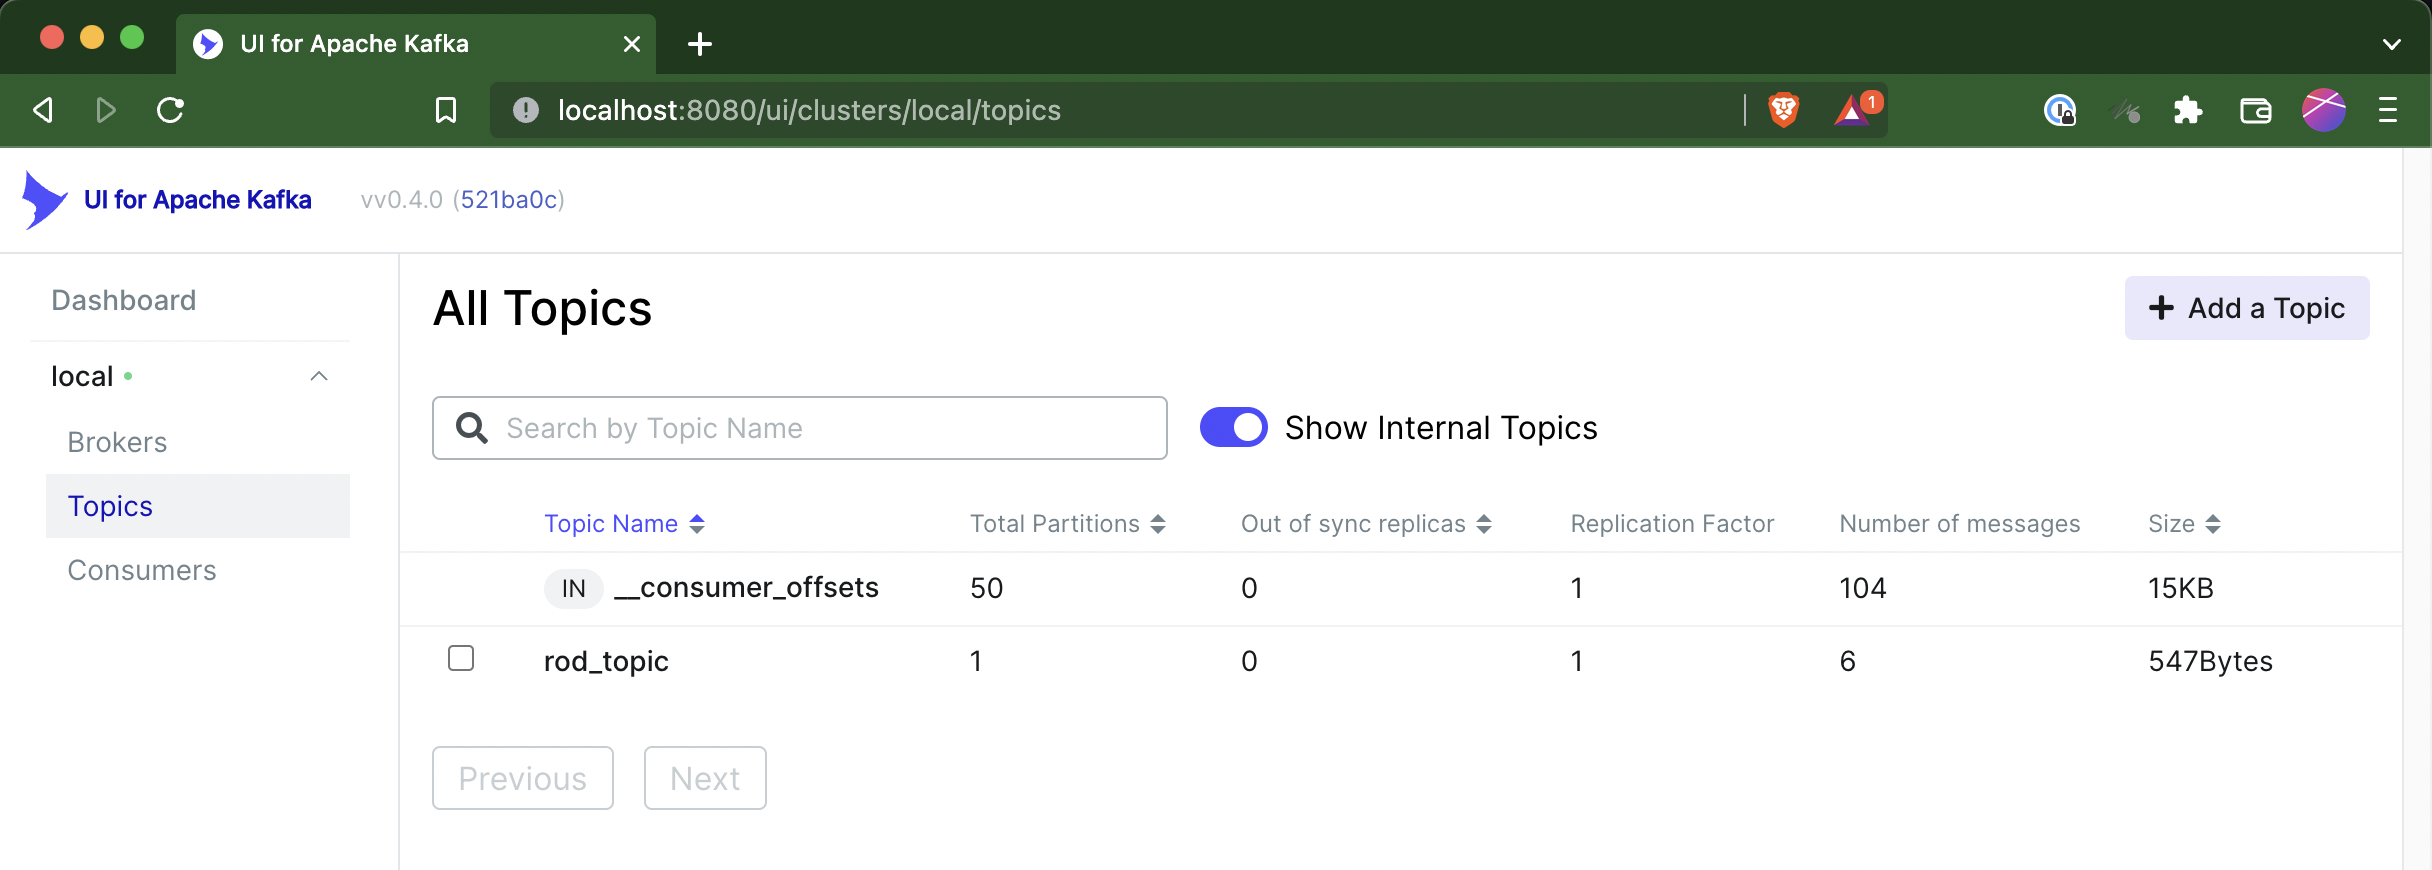 UI for Apache Kafka
localhost:8080/ui/clusters/local/topics
1
UI for Apache Kafka vv0.4.0 (521ba0c)
Dashboard
local
Brokers
Topics
Consumers
All Topics
Add a Topic
Search by Topic Name
Show Internal Topics
Topic Name Total Partitions Out of sync replicas Replication Factor Number of messages Size
IN __consumer_offsets 50 0 1 104 15KB
rod_topic 1 0 1 6 547Bytes
Previous Next